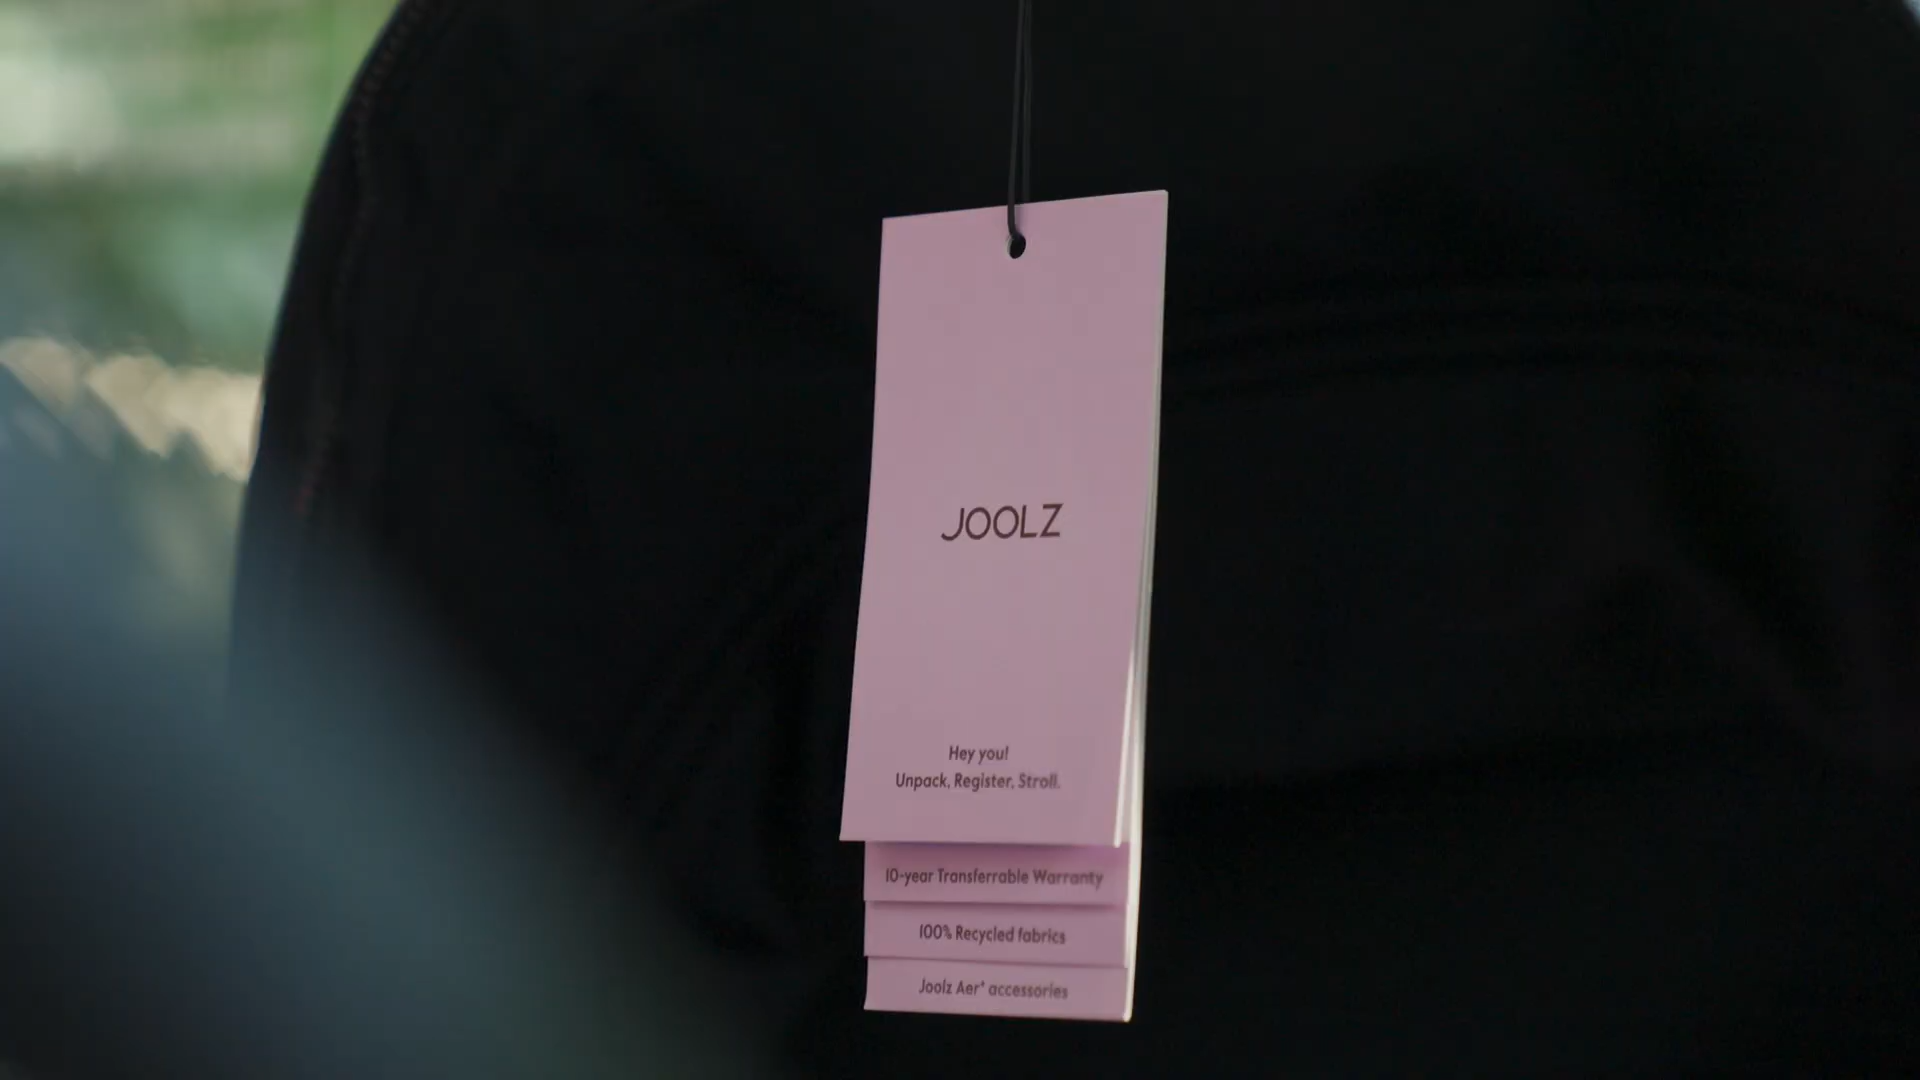 JOOLZ
Hey you!
Unpack, Register, Stroll.
10-year Transferrable Warranty
100% Recycled fabrics
Joolz Aer⁺ accessories